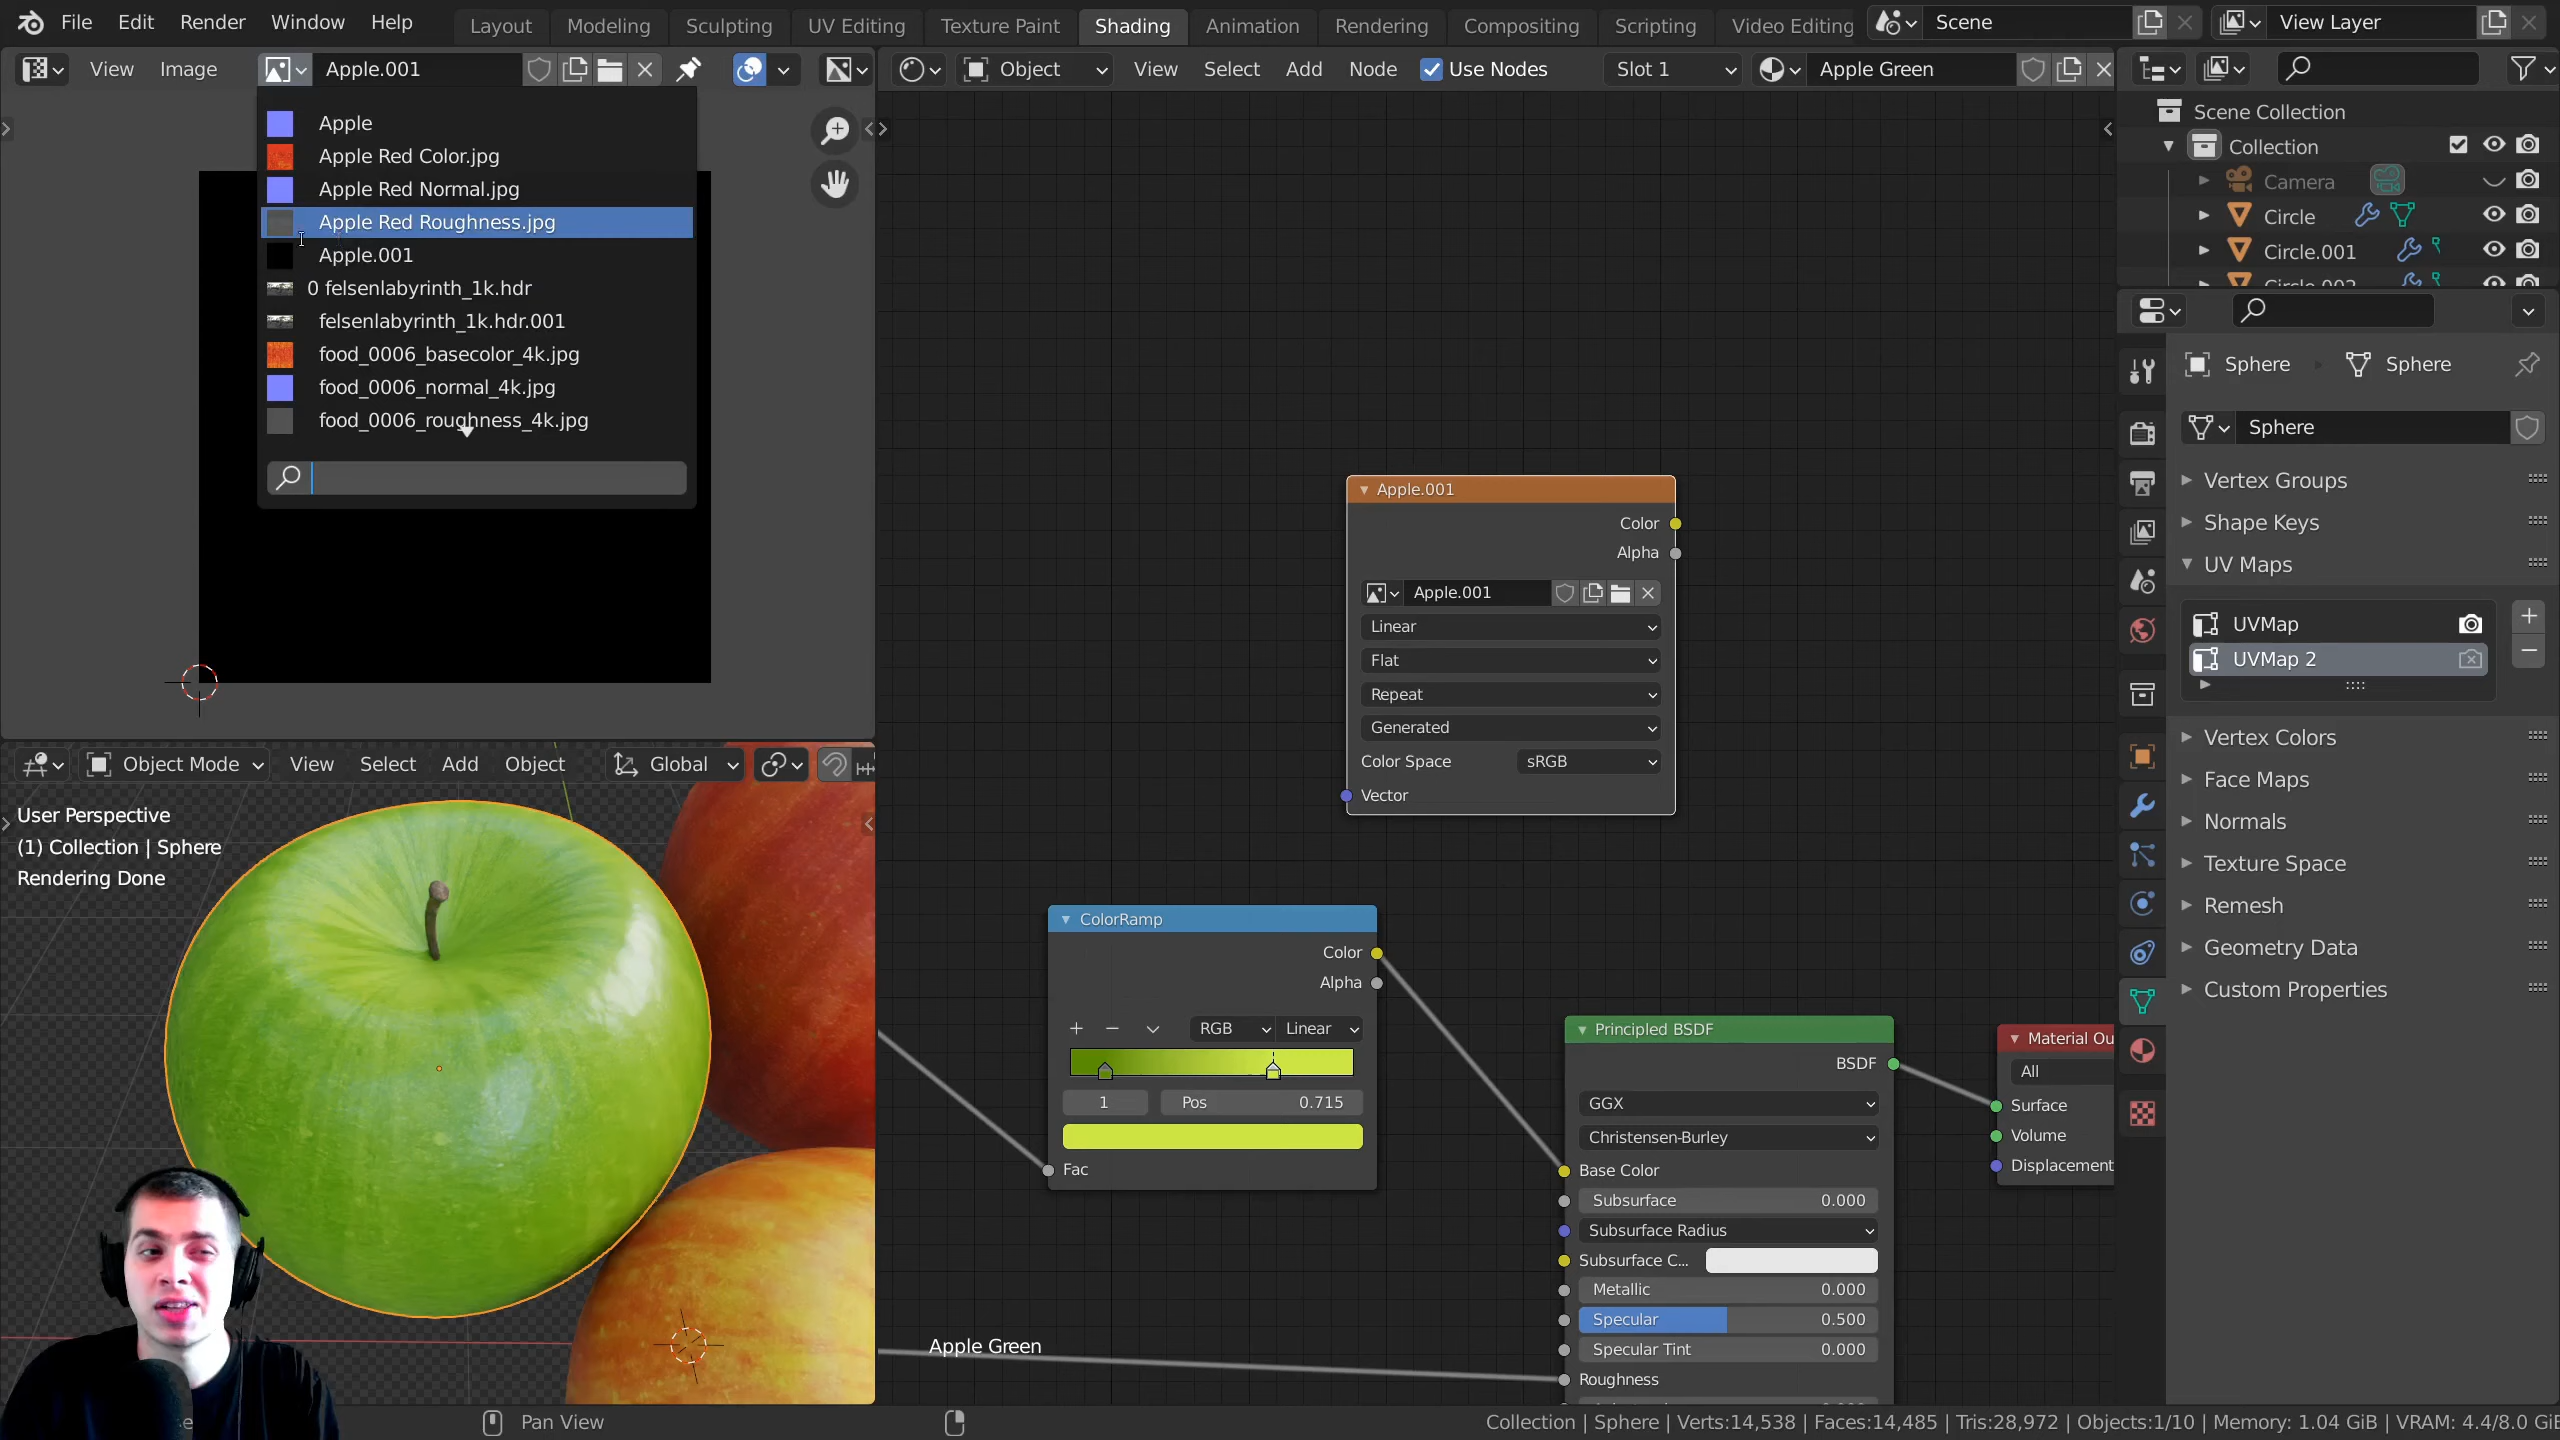 File Edit Render Window Help
Layout Modeling Sculpting UV Editing Texture Paint Shading Animation Rendering Compositing Scripting Video Editing
Scene
View Layer
View Image Apple.001
Object View Select Add Node Use Nodes Slot 1 Apple Green
Apple
Apple Red Color.jpg
Apple Red Normal.jpg
Apple Red Roughness.jpg
Apple.001
0 felsenlabyrinth_1k.hdr
felsenlabyrinth_1k.hdr.001
food_0006_basecolor_4k.jpg
food_0006_normal_4k.jpg
food_0006_roughness_4k.jpg
Object Mode View Select Add Object Global
User Perspective
(1) Collection | Sphere
Rendering Done
Apple.001
Color
Alpha
Apple.001
Linear
Flat
Repeat
Generated
Color Space sRGB
Vector
ColorRamp
Color
Alpha
RGB Linear
1 Pos 0.715
Fac
Principled BSDF
BSDF
GGX
Christensen-Burley
Base Color
Subsurface 0.000
Subsurface Radius
Subsurface C...
Metallic 0.000
Specular 0.500
Specular Tint 0.000
Roughness
Material Ou
All
Surface
Volume
Displacement
Apple Green
Scene Collection
Collection
Camera
Circle
Circle.001
Sphere Sphere
Sphere
Vertex Groups
Shape Keys
UV Maps
UVMap
UVMap 2
Vertex Colors
Face Maps
Normals
Texture Space
Remesh
Geometry Data
Custom Properties
Pan View
Collection | Sphere | Verts:14,538 | Faces:14,485 | Tris:28,972 | Objects:1/10 | Memory: 1.04 GiB | VRAM: 4.4/8.0 GiB